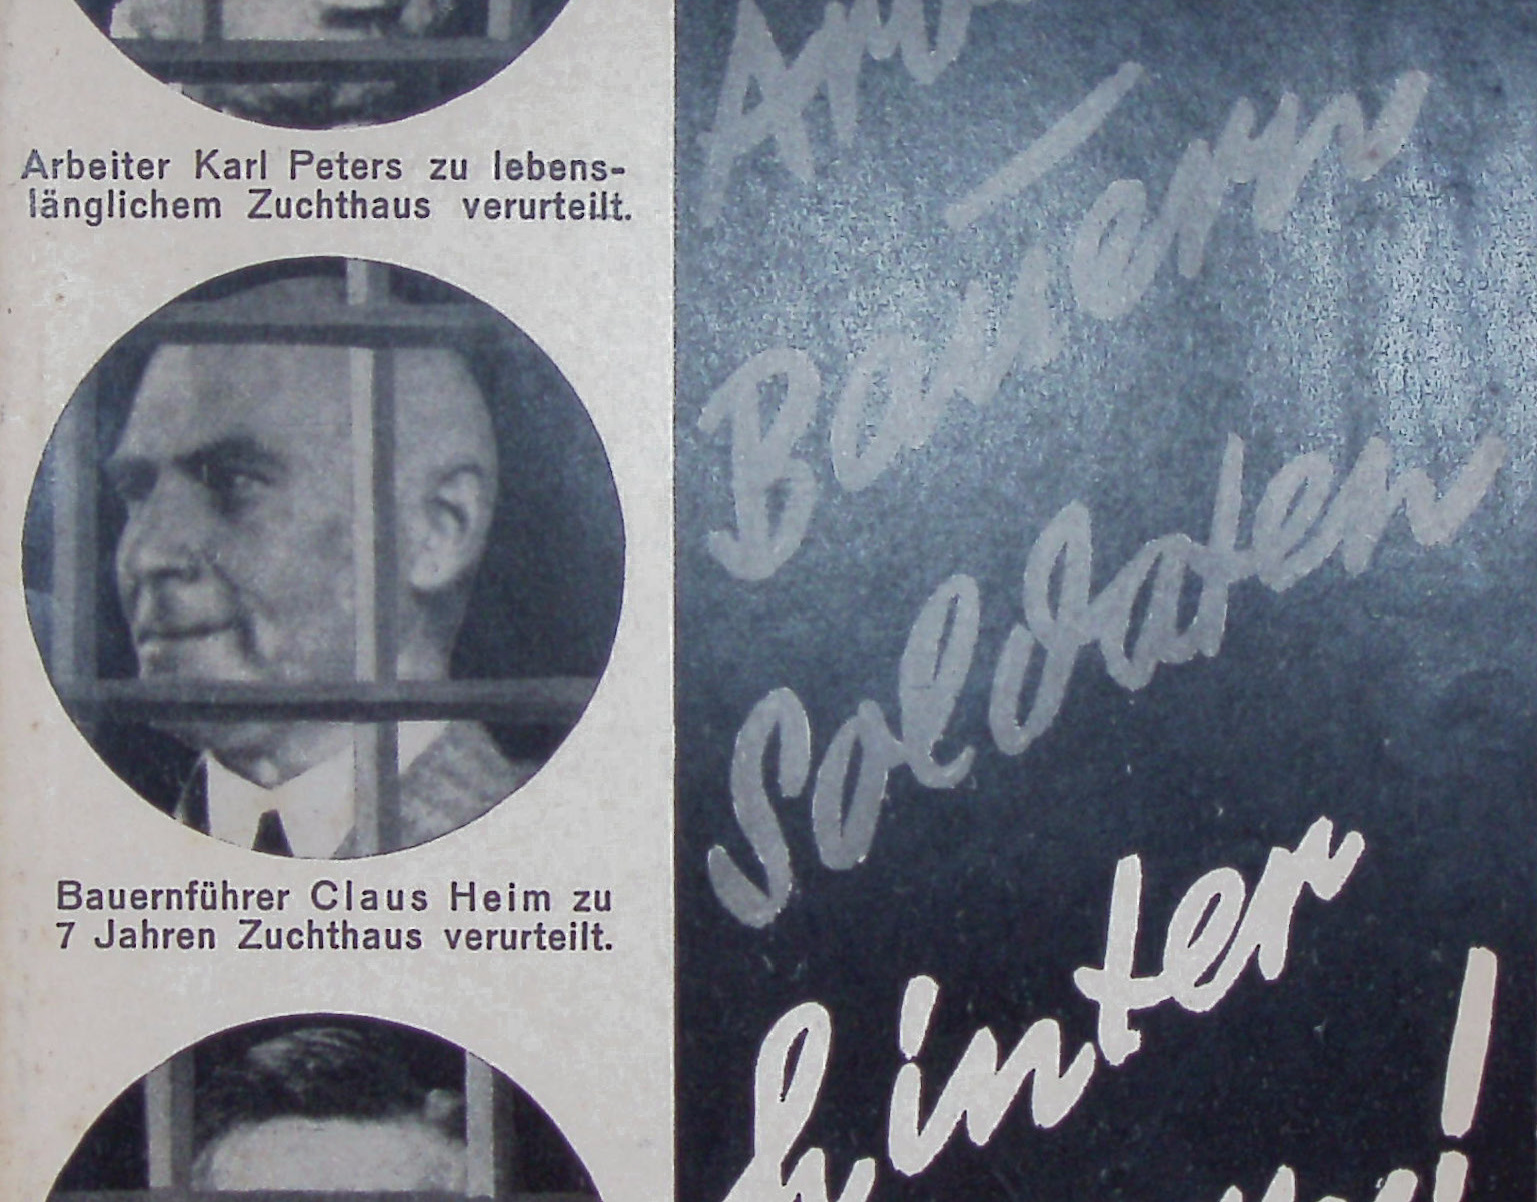 Arbeiter Karl Peters zu lebens-
länglichem Zuchthaus verurteilt.
Bauernführer Claus Heim zu
7 Jahren Zuchthaus verurteilt.
Bauern
Soldaten
hinter
!